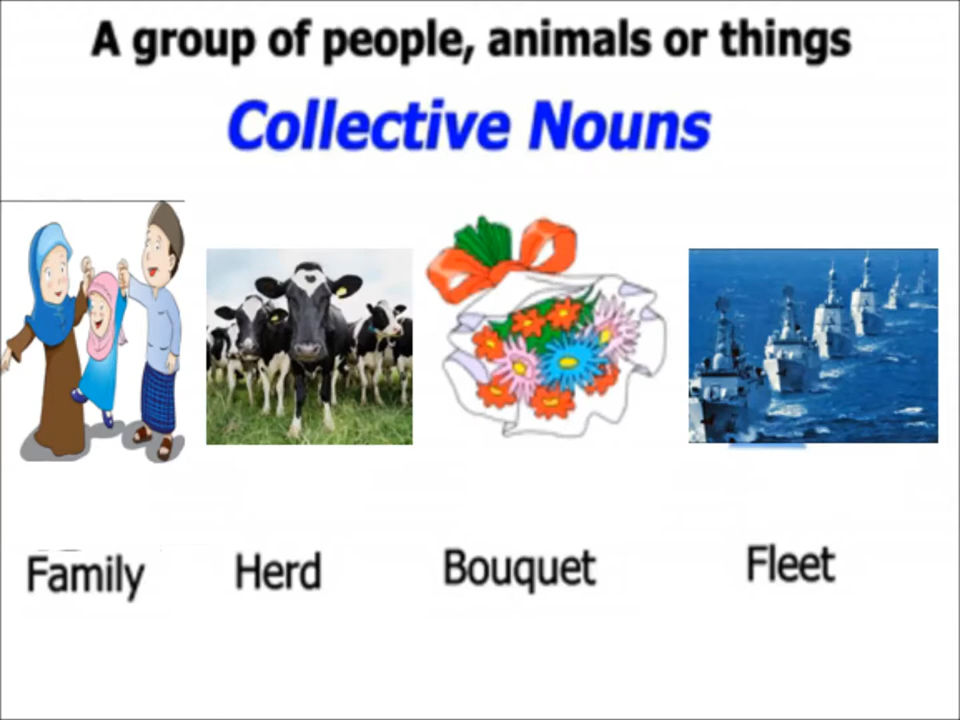 A group of people, animals or things
Collective Nouns
Family
Herd
Bouquet
Fleet